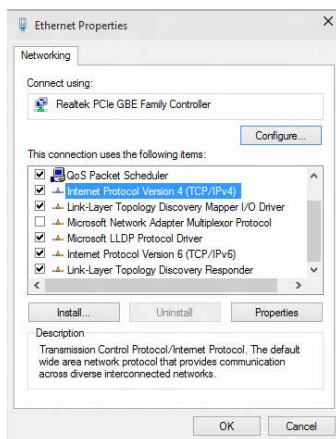 Ethernet Properties
Networking
Connect using:
Realtek PCIe GBE Family Controller
Configure...
This connection uses the following items:
QoS Packet Scheduler
Internet Protocol Version 4 (TCP/IPv4)
Link-Layer Topology Discovery Mapper I/O Driver
Microsoft Network Adapter Multiplexor Protocol
Microsoft LLDP Protocol Driver
Internet Protocol Version 6 (TCP/IPv6)
Link-Layer Topology Discovery Responder
Install... Uninstall Properties
Description
Transmission Control Protocol/Internet Protocol. The default
wide area network protocol that provides communication
across diverse interconnected networks.
OK Cancel